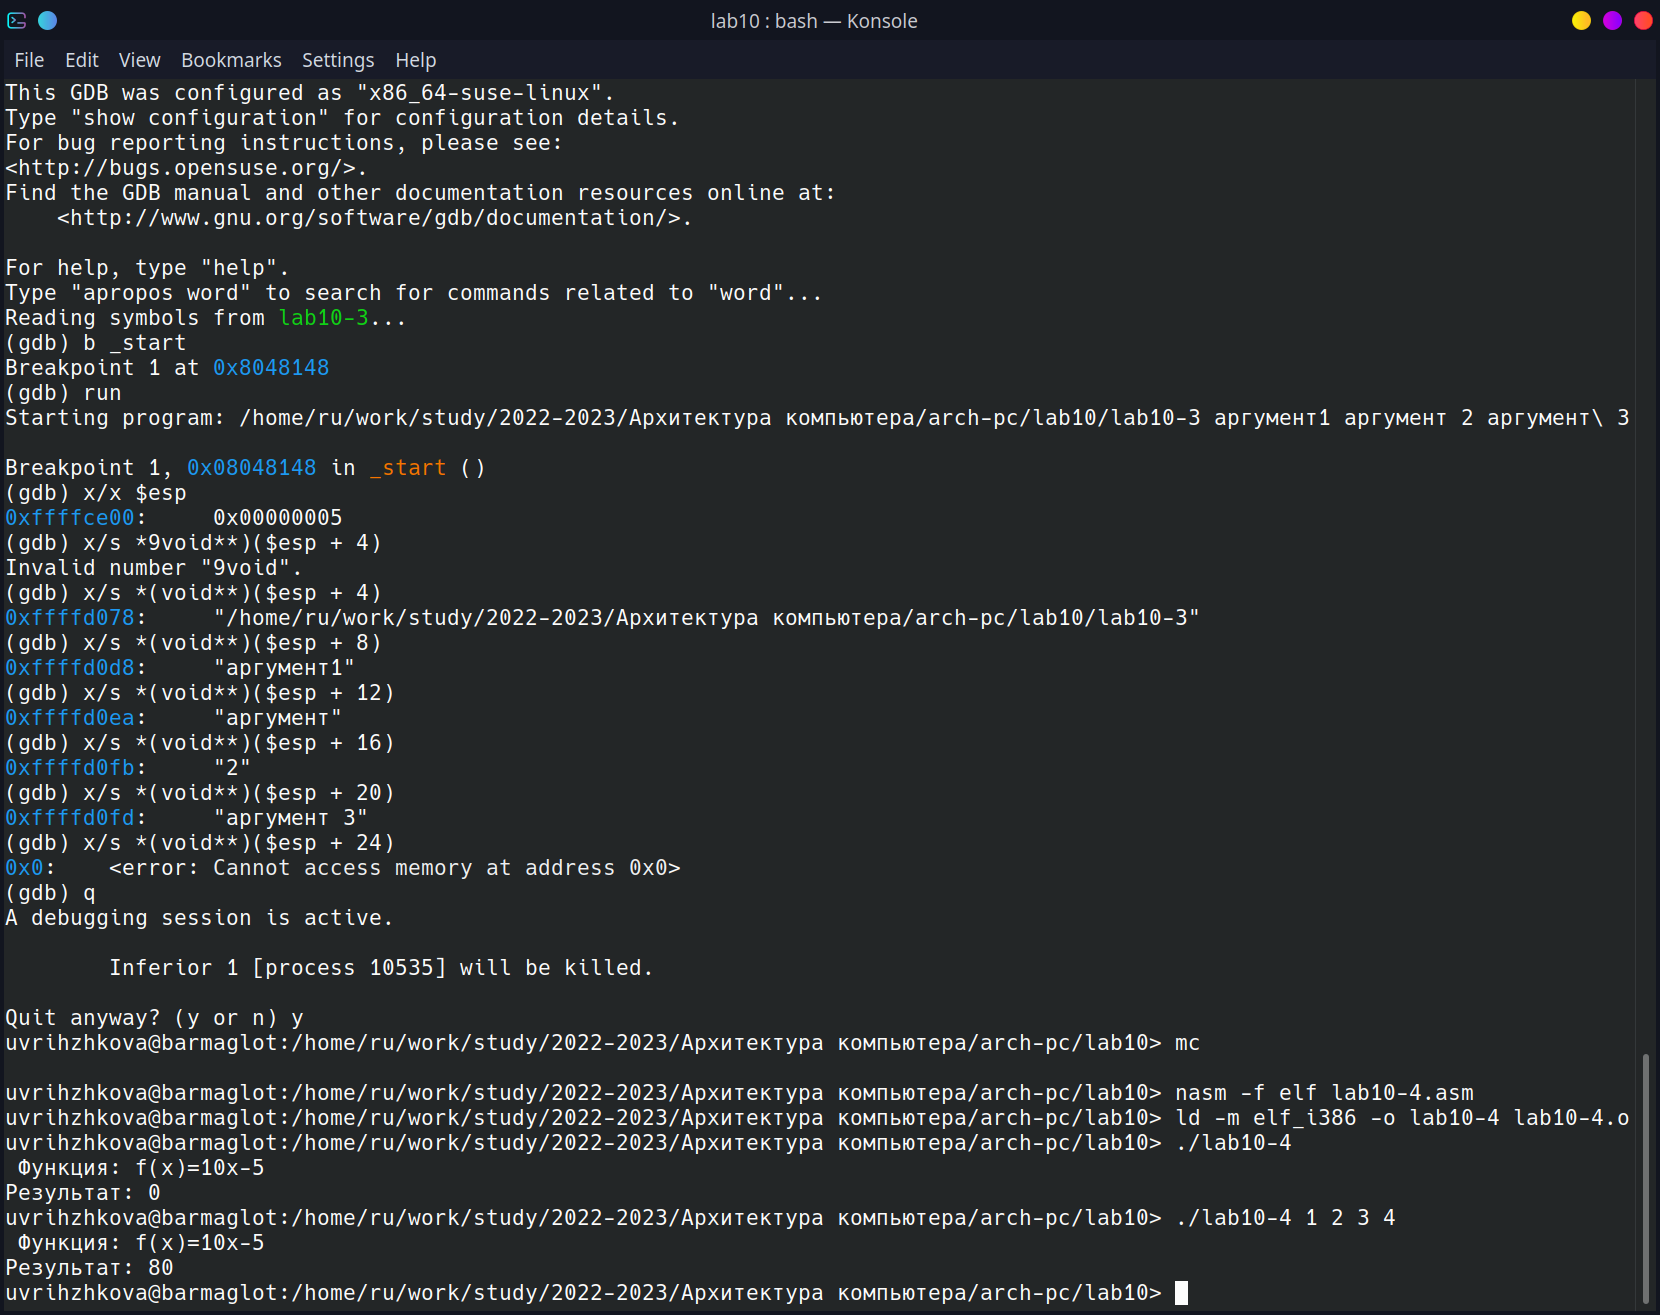 lab10 : bash — Konsole
File Edit View Bookmarks Settings Help
This GDB was configured as "x86_64-suse-linux".
Type "show configuration" for configuration details.
For bug reporting instructions, please see:
<http://bugs.opensuse.org/>.
Find the GDB manual and other documentation resources online at:
    <http://www.gnu.org/software/gdb/documentation/>.
For help, type "help".
Type "apropos word" to search for commands related to "word"...
Reading symbols from lab10-3...
(gdb) b _start
Breakpoint 1 at 0x8048148
(gdb) run
Starting program: /home/ru/work/study/2022-2023/Архитектура компьютера/arch-pc/lab10/lab10-3 аргумент1 аргумент 2 аргумент\ 3
Breakpoint 1, 0x08048148 in _start ()
(gdb) x/x $esp
0xffffce00:     0x00000005
(gdb) x/s *9void**)($esp + 4)
Invalid number "9void".
(gdb) x/s *(void**)($esp + 4)
0xffffd078:     "/home/ru/work/study/2022-2023/Архитектура компьютера/arch-pc/lab10/lab10-3"
(gdb) x/s *(void**)($esp + 8)
0xffffd0d8:     "аргумент1"
(gdb) x/s *(void**)($esp + 12)
0xffffd0ea:     "аргумент"
(gdb) x/s *(void**)($esp + 16)
0xffffd0fb:     "2"
(gdb) x/s *(void**)($esp + 20)
0xffffd0fd:     "аргумент 3"
(gdb) x/s *(void**)($esp + 24)
0x0:    <error: Cannot access memory at address 0x0>
(gdb) q
A debugging session is active.
        Inferior 1 [process 10535] will be killed.
Quit anyway? (y or n) y
uvrihzhkova@barmaglot:/home/ru/work/study/2022-2023/Архитектура компьютера/arch-pc/lab10> mc
uvrihzhkova@barmaglot:/home/ru/work/study/2022-2023/Архитектура компьютера/arch-pc/lab10> nasm -f elf lab10-4.asm
uvrihzhkova@barmaglot:/home/ru/work/study/2022-2023/Архитектура компьютера/arch-pc/lab10> ld -m elf_i386 -o lab10-4 lab10-4.o
uvrihzhkova@barmaglot:/home/ru/work/study/2022-2023/Архитектура компьютера/arch-pc/lab10> ./lab10-4
 Функция: f(x)=10x-5
Результат: 0
uvrihzhkova@barmaglot:/home/ru/work/study/2022-2023/Архитектура компьютера/arch-pc/lab10> ./lab10-4 1 2 3 4
 Функция: f(x)=10x-5
Результат: 80
uvrihzhkova@barmaglot:/home/ru/work/study/2022-2023/Архитектура компьютера/arch-pc/lab10>